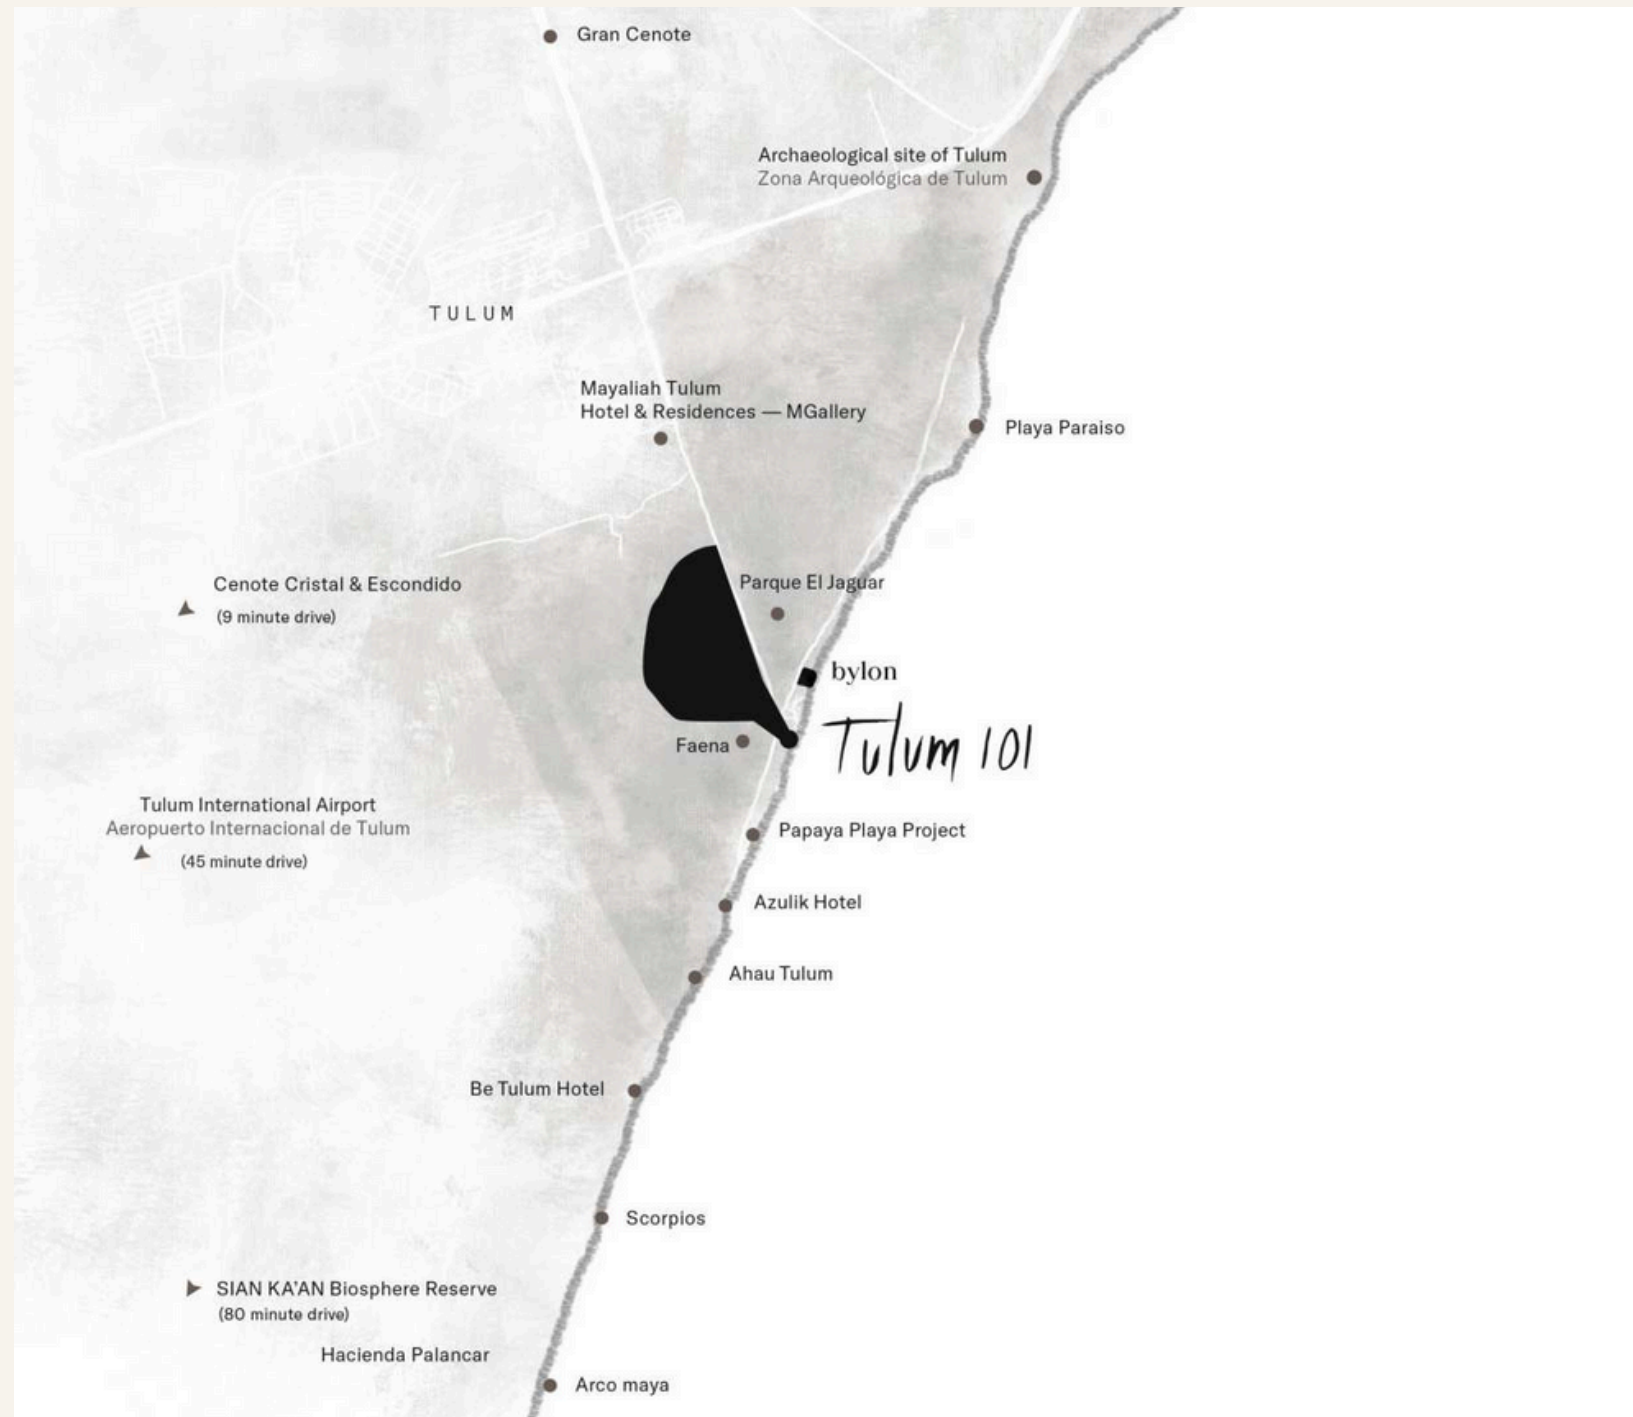 Gran Cenote
Archaeological site of Tulum
Zona Arqueológica de Tulum
TULUM
Mayaliah Tulum
Hotel & Residences — MGallery
Playa Paraiso
Cenote Cristal & Escondido
(9 minute drive)
Parque El Jaguar
bylon
Tulum 101
Faena
Tulum International Airport
Aeropuerto Internacional de Tulum
(45 minute drive)
Papaya Playa Project
Azulik Hotel
Ahau Tulum
Be Tulum Hotel
Scorpios
SIAN KA'AN Biosphere Reserve
(80 minute drive)
Hacienda Palancar
Arco maya